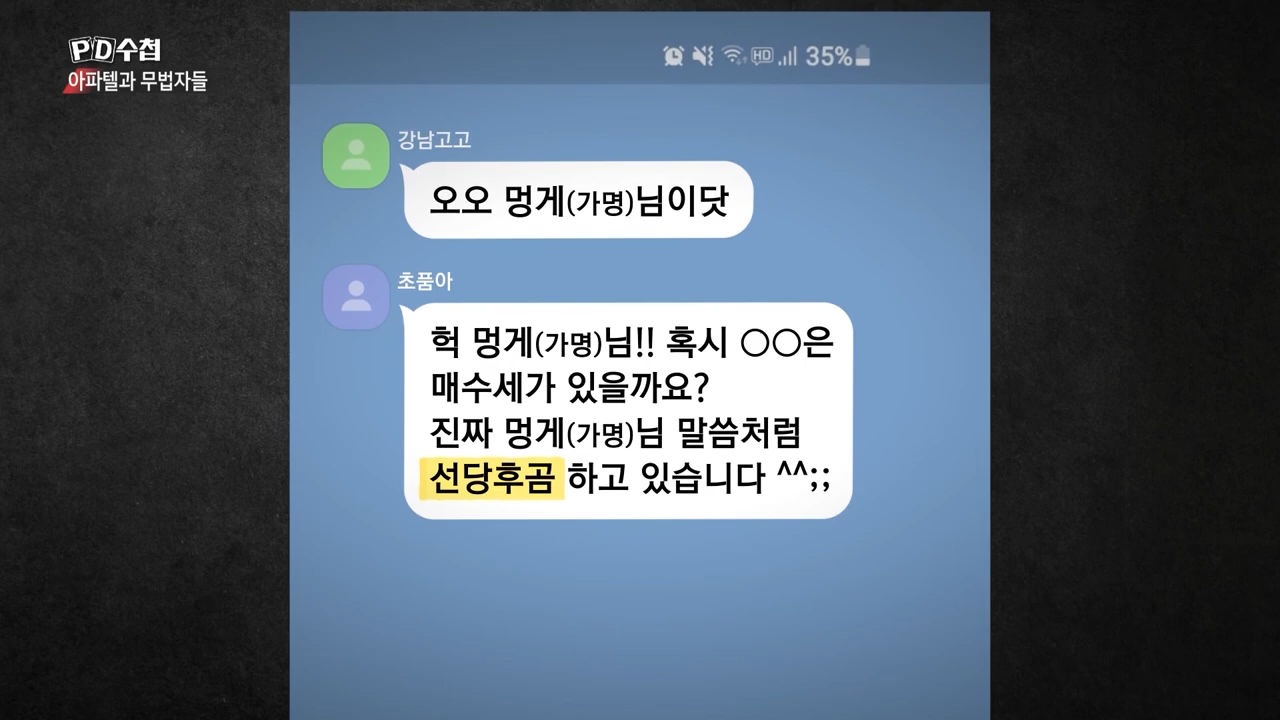 PD수첩
아파텔과 무법자들
HD 35%
강남고고
오오 멍게(가명)님이닷
초품아
헉 멍게(가명)님!! 혹시 ○○은
매수세가 있을까요?
진짜 멍게(가명)님 말씀처럼
선당후곰 하고 있습니다 ^^;;